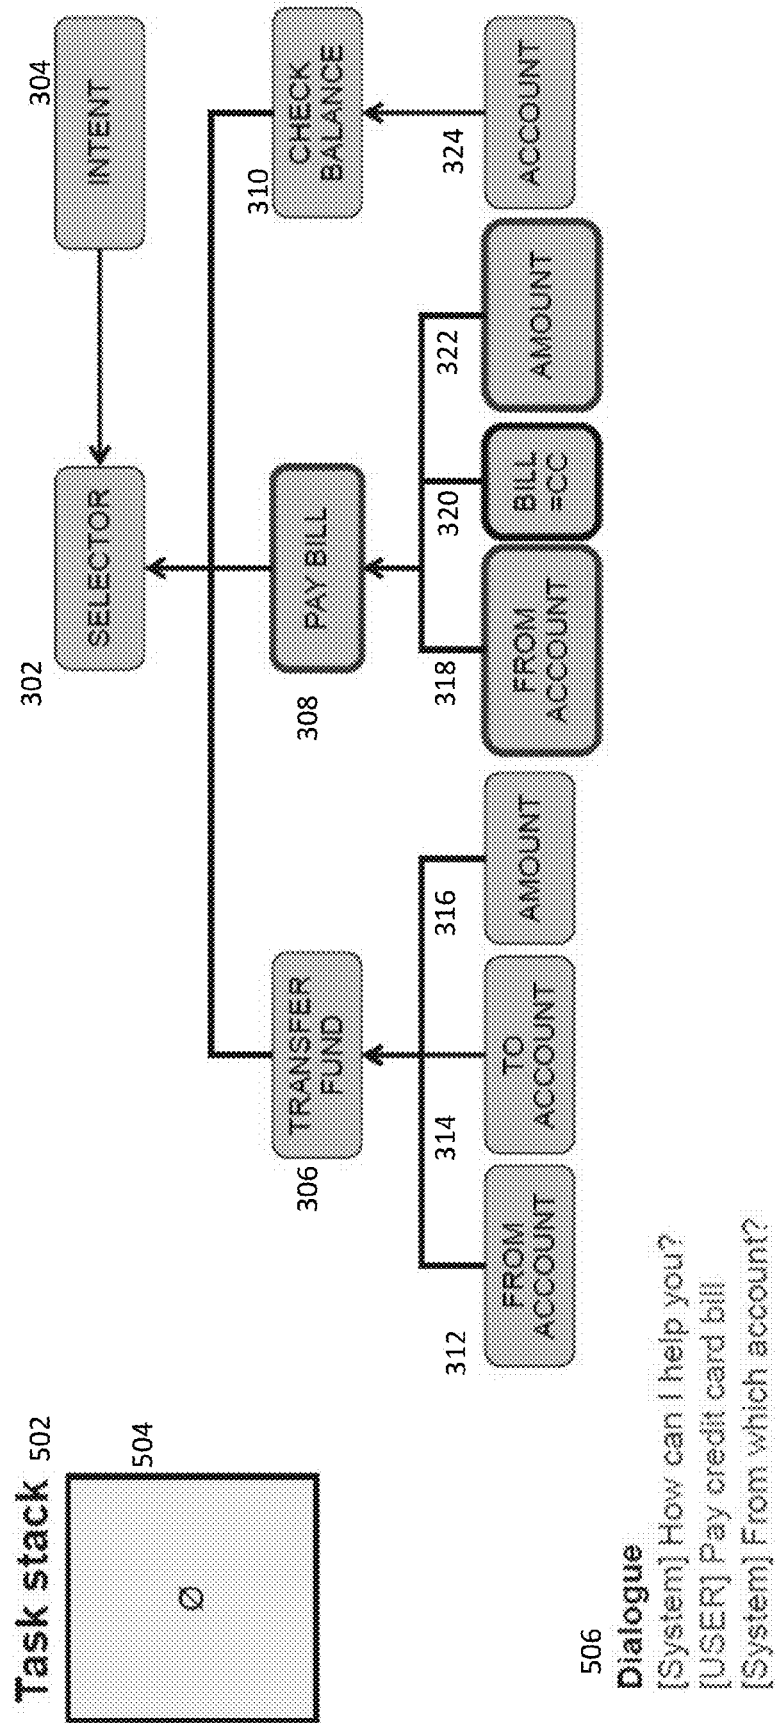 Task stack 502
504
∅
304
INTENT
SELECTOR
302
310
CHECK
BALANCE
PAY BILL
308
TRANSFER
FUND
306
324
ACCOUNT
322
AMOUNT
320
BILL
=CC
318
FROM
ACCOUNT
316
AMOUNT
314
TO
ACCOUNT
312
FROM
ACCOUNT
506
Dialogue
[System] How can I help you?
[USER] Pay credit card bill
[System] From which account?